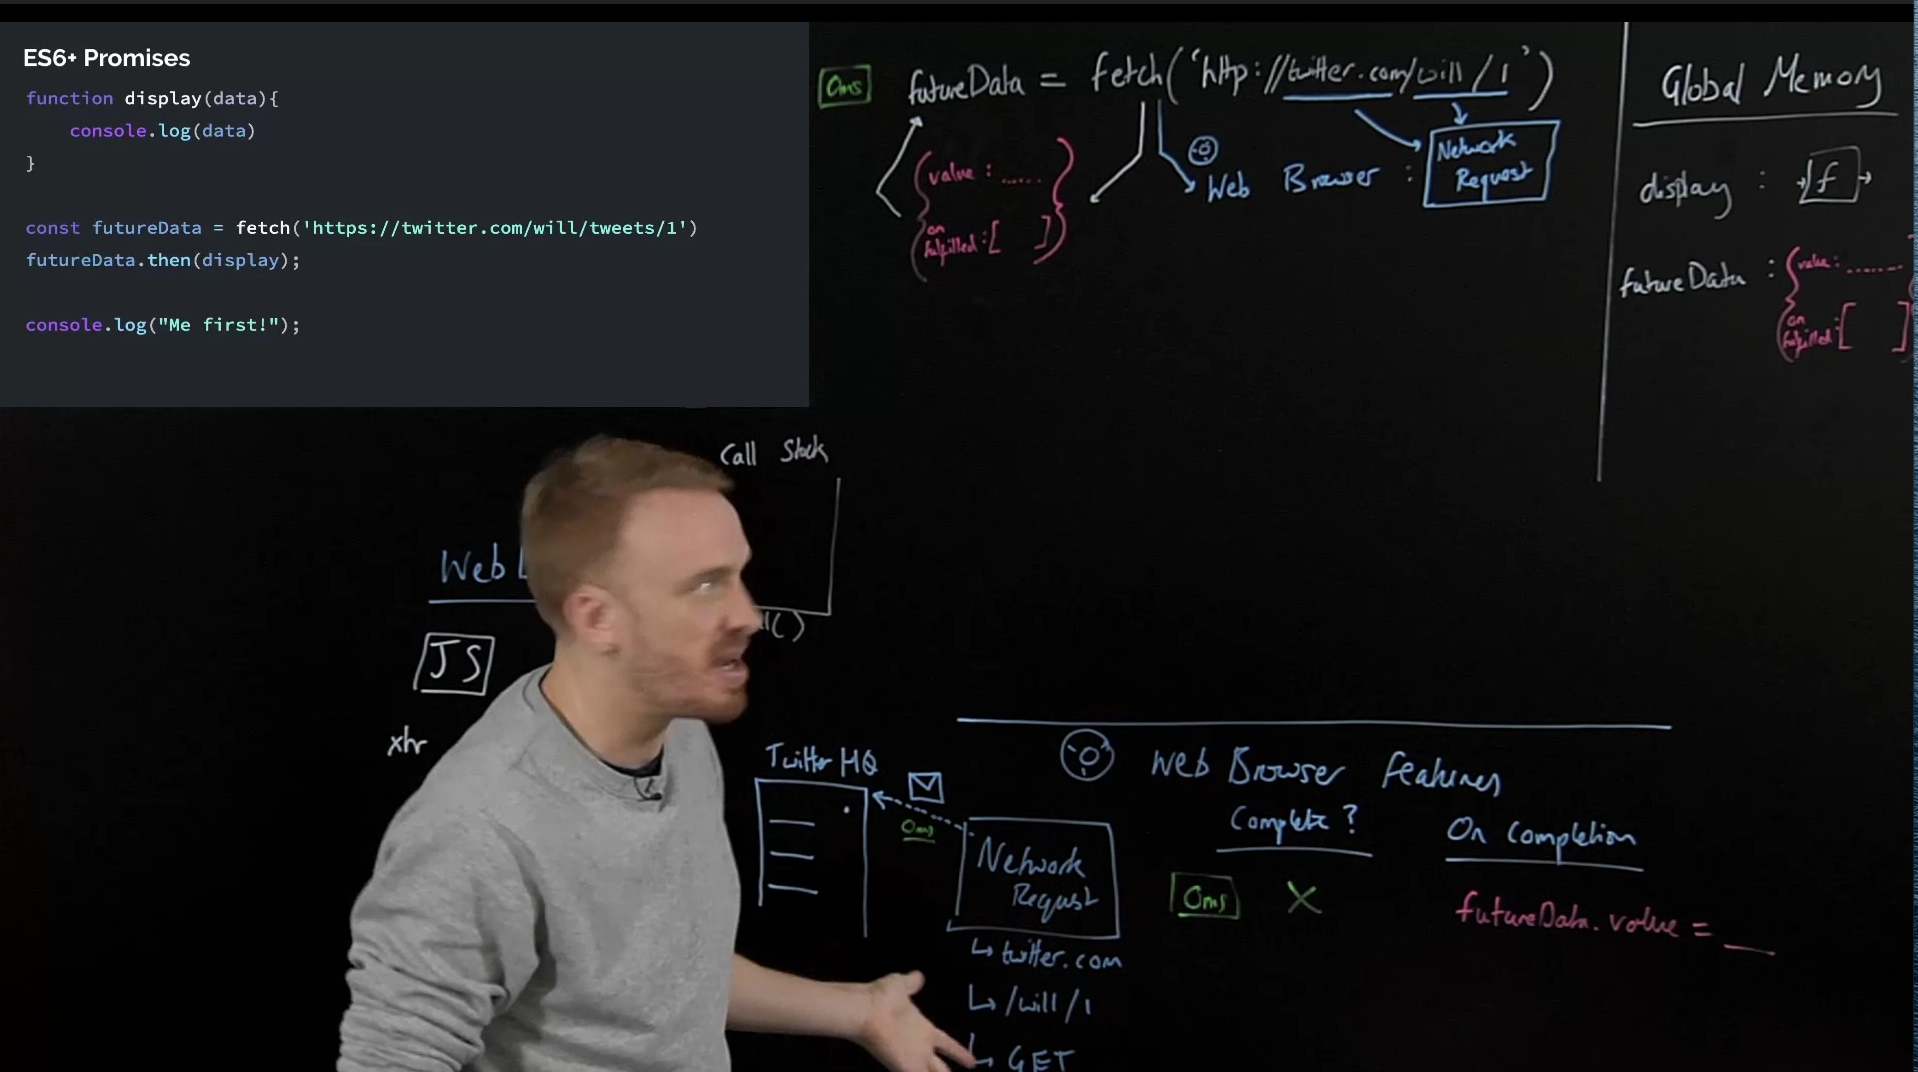 ES6+ Promises
function display(data){
console.log(data)
}
const futureData = fetch('https://twitter.com/will/tweets/1')
futureData.then(display);
console.log("Me first!");
0ms futureData = fetch('http://twitter.com/will/1')
{value : ......
on
fulfilled:[ ]}
Web Browser :
Network
Request
Global Memory
display : f
futureData : {value: ........
on
fulfilled:[ ]
Call Stack
Web
JS
xhr
Twitter HQ
0ms
Network
Request
↳ twitter.com
↳ /will/1
↳ GET
Web Browser Features
Complete?
0ms X
On Completion
futureData.value = __